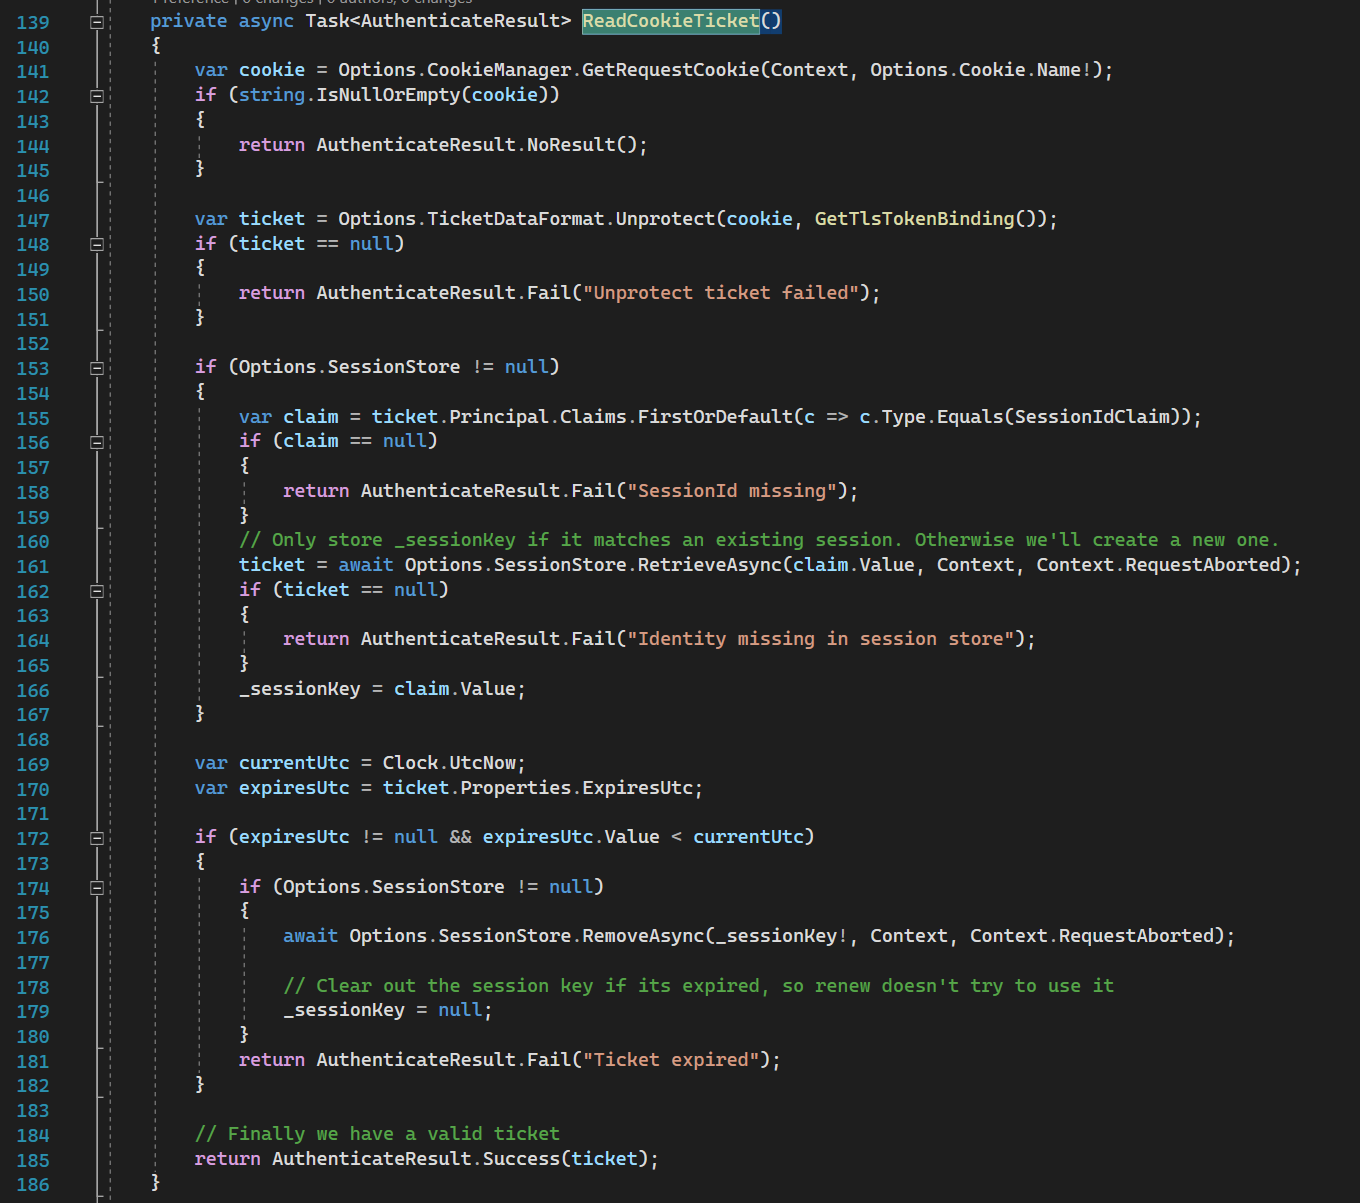 1 reference | 0 changes | 0 authors, 0 changes
139 private async Task<AuthenticateResult> ReadCookieTicket()
140 {
141 var cookie = Options.CookieManager.GetRequestCookie(Context, Options.Cookie.Name!);
142 if (string.IsNullOrEmpty(cookie))
143 {
144 return AuthenticateResult.NoResult();
145 }
146
147 var ticket = Options.TicketDataFormat.Unprotect(cookie, GetTlsTokenBinding());
148 if (ticket == null)
149 {
150 return AuthenticateResult.Fail("Unprotect ticket failed");
151 }
152
153 if (Options.SessionStore != null)
154 {
155 var claim = ticket.Principal.Claims.FirstOrDefault(c => c.Type.Equals(SessionIdClaim));
156 if (claim == null)
157 {
158 return AuthenticateResult.Fail("SessionId missing");
159 }
160 // Only store _sessionKey if it matches an existing session. Otherwise we'll create a new one.
161 ticket = await Options.SessionStore.RetrieveAsync(claim.Value, Context, Context.RequestAborted);
162 if (ticket == null)
163 {
164 return AuthenticateResult.Fail("Identity missing in session store");
165 }
166 _sessionKey = claim.Value;
167 }
168
169 var currentUtc = Clock.UtcNow;
170 var expiresUtc = ticket.Properties.ExpiresUtc;
171
172 if (expiresUtc != null && expiresUtc.Value < currentUtc)
173 {
174 if (Options.SessionStore != null)
175 {
176 await Options.SessionStore.RemoveAsync(_sessionKey!, Context, Context.RequestAborted);
177
178 // Clear out the session key if its expired, so renew doesn't try to use it
179 _sessionKey = null;
180 }
181 return AuthenticateResult.Fail("Ticket expired");
182 }
183
184 // Finally we have a valid ticket
185 return AuthenticateResult.Success(ticket);
186 }